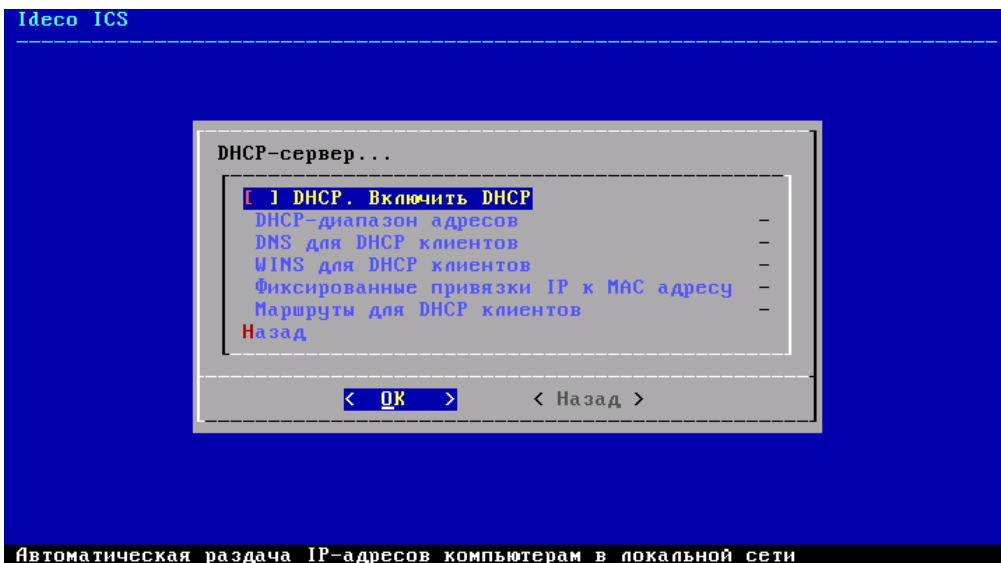 Ideco ICS
DHCP-сервер...
[ ] DHCP. Включить DHCP
DHCP-диапазон адресов –
DNS для DHCP клиентов –
WINS для DHCP клиентов –
Фиксированные привязки IP к MAC адресу –
Маршруты для DHCP клиентов –
Назад
< OK > < Назад >
Автоматическая раздача IP-адресов компьютерам в локальной сети